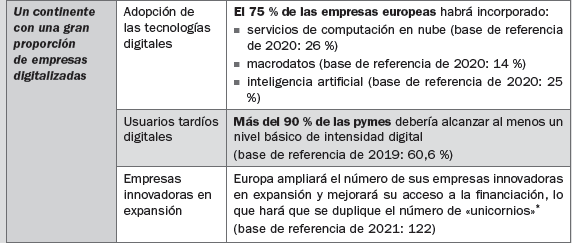 Un continente
con una gran
proporción
de empresas
digitalizadas
Adopción de
las tecnologías
digitales
El 75 % de las empresas europeas habrá incorporado:
■ servicios de computación en nube (base de referencia
de 2020: 26 %)
■ macrodatos (base de referencia de 2020: 14 %)
■ inteligencia artificial (base de referencia de 2020: 25
%)
Usuarios tardíos
digitales
Más del 90 % de las pymes debería alcanzar al menos un
nivel básico de intensidad digital
(base de referencia de 2019: 60,6 %)
Empresas
innovadoras en
expansión
Europa ampliará el número de sus empresas innovadoras
en expansión y mejorará su acceso a la financiación, lo
que hará que se duplique el número de «unicornios»*
(base de referencia de 2021: 122)